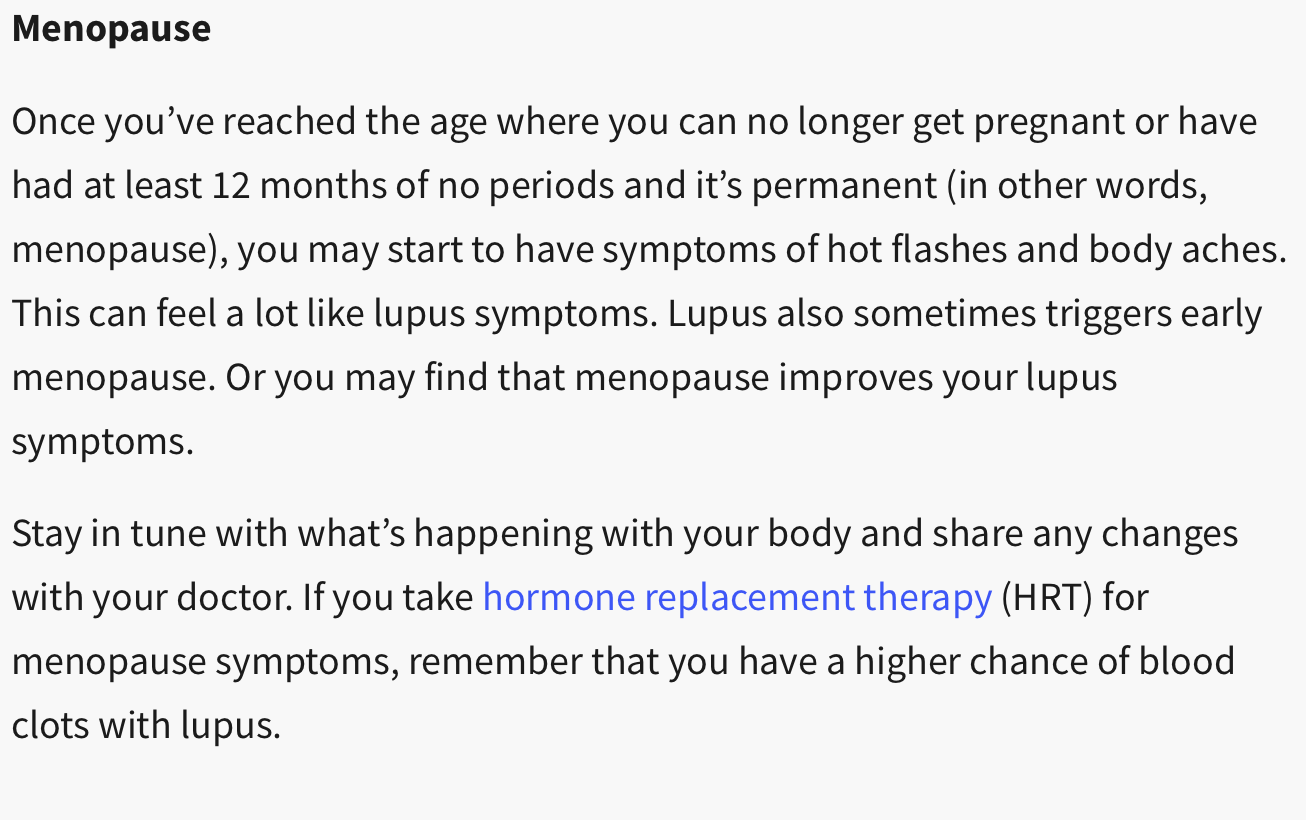 Menopause
Once you’ve reached the age where you can no longer get pregnant or have
had at least 12 months of no periods and it’s permanent (in other words,
menopause), you may start to have symptoms of hot flashes and body aches.
This can feel a lot like lupus symptoms. Lupus also sometimes triggers early
menopause. Or you may find that menopause improves your lupus
symptoms.
Stay in tune with what’s happening with your body and share any changes
with your doctor. If you take hormone replacement therapy (HRT) for
menopause symptoms, remember that you have a higher chance of blood
clots with lupus.